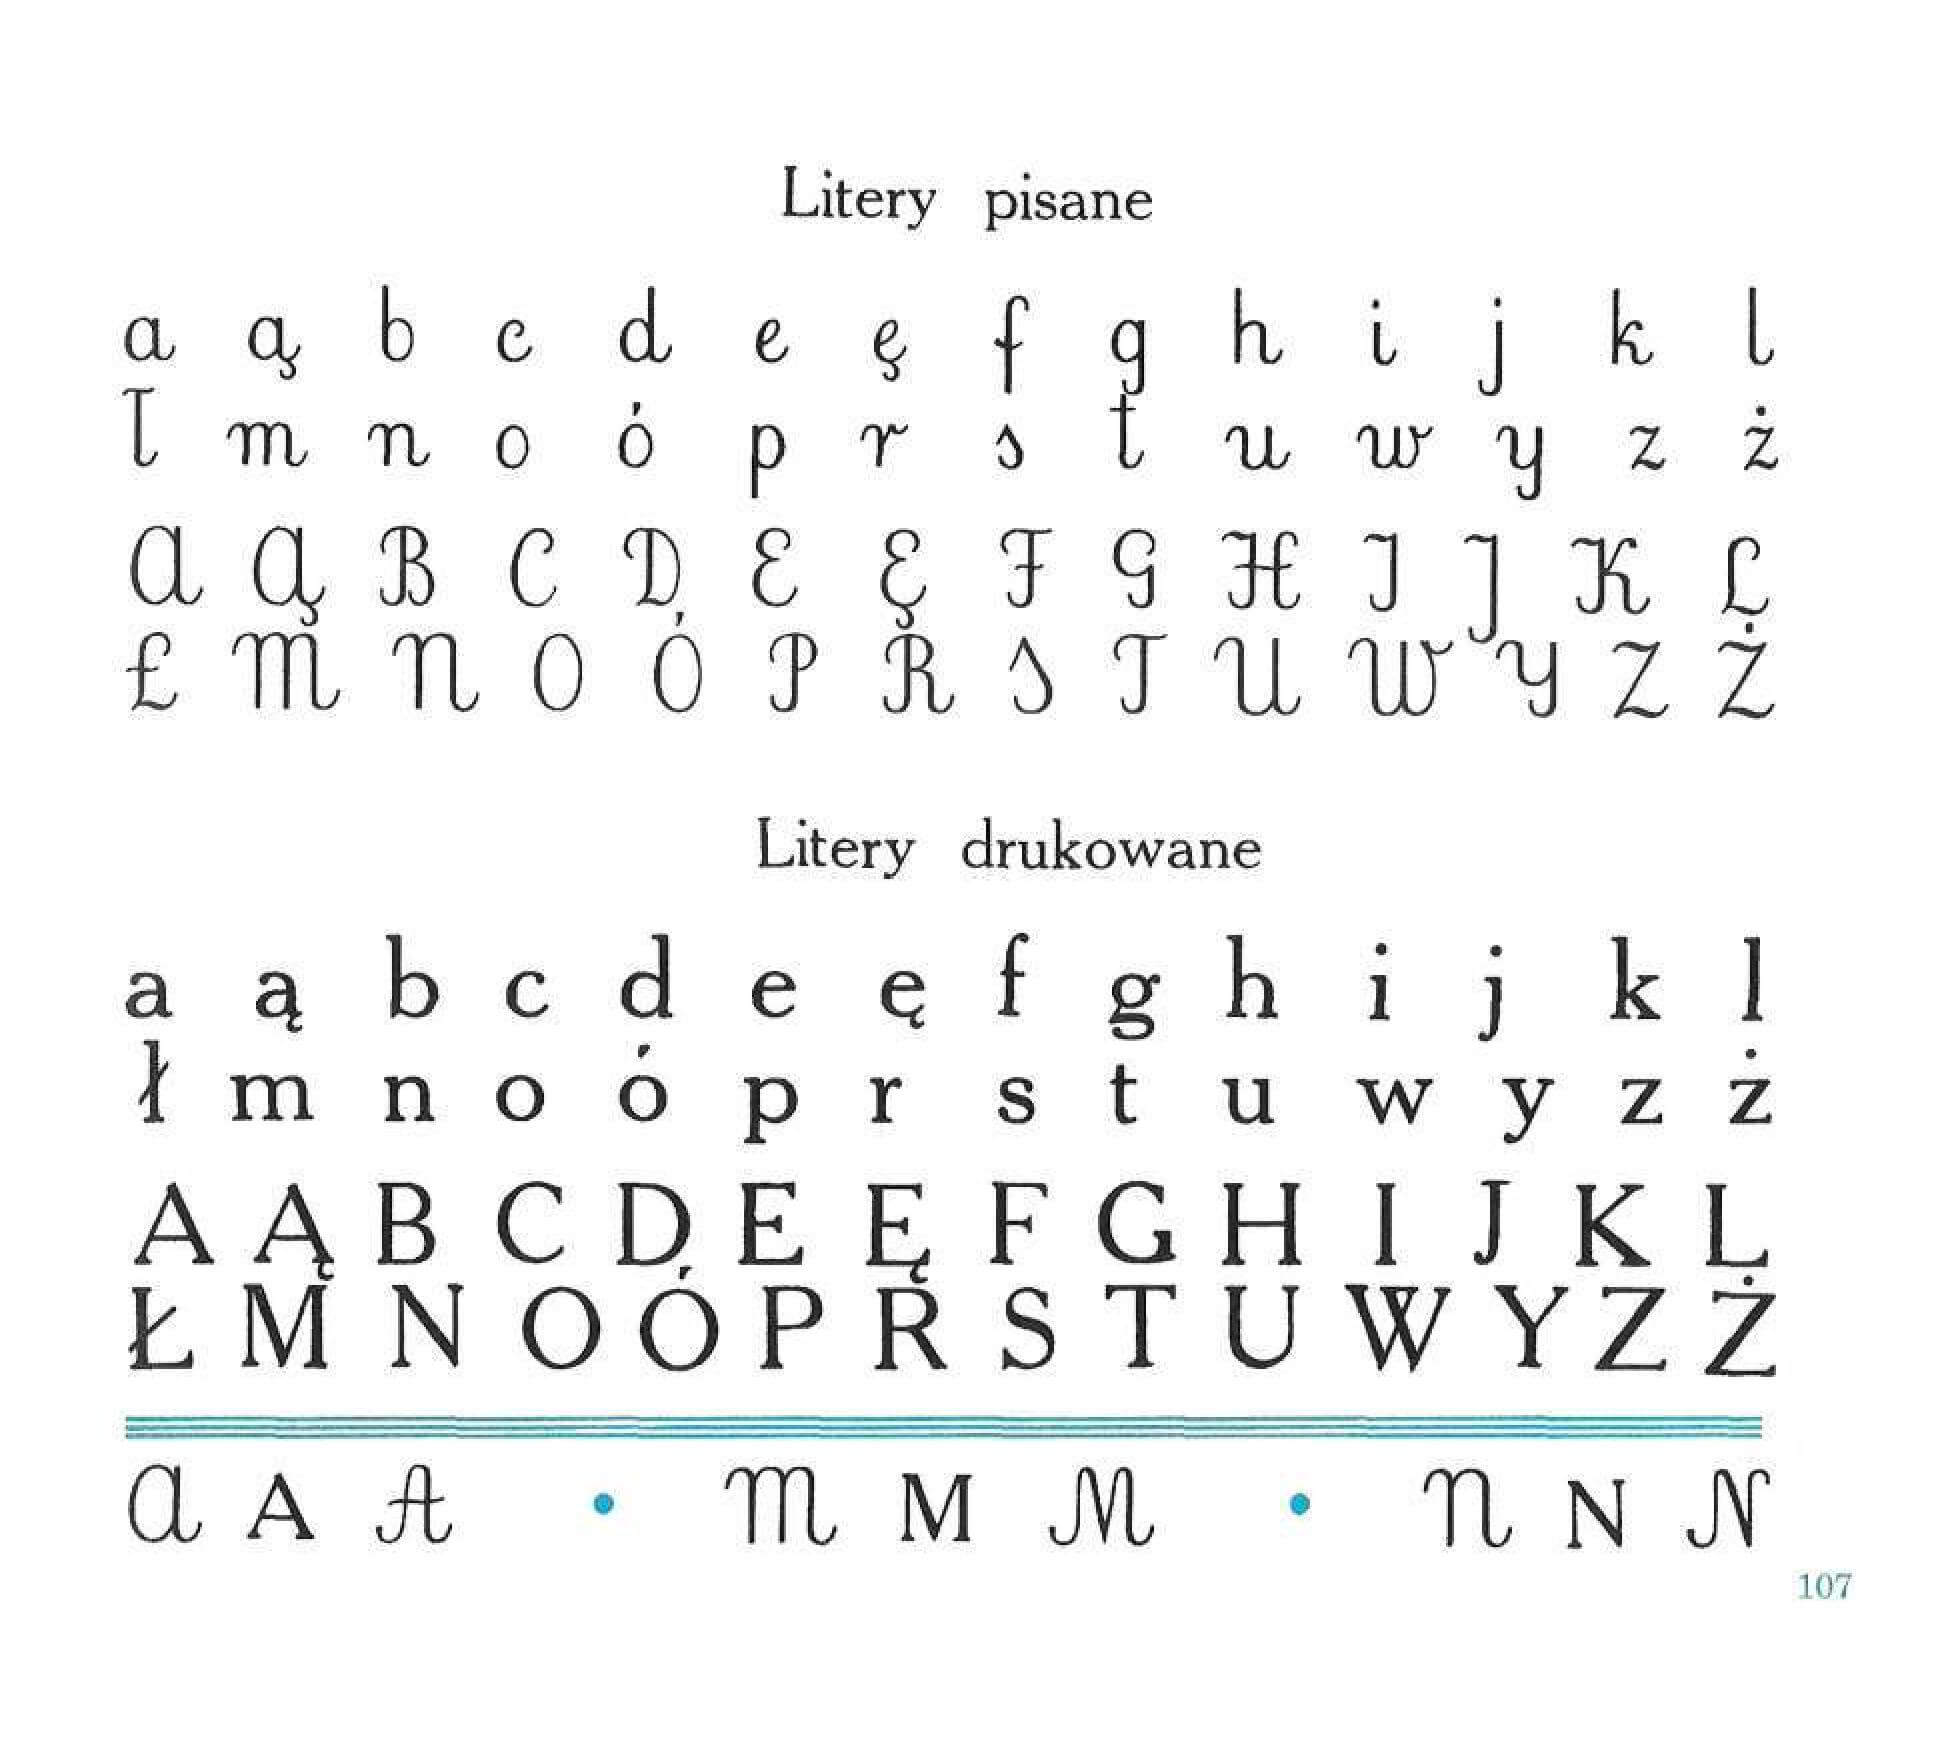 Litery pisane
a ą b c d e ę f g h i j k l
ł m n o ó p r s t u w y z ż
A Ą B C D E Ę F G H I J K L
Ł M N O Ó P R S T U W Y Z Ż
Litery drukowane
a ą b c d e ę f g h i j k l
ł m n o ó p r s t u w y z ż
A Ą B C D E Ę F G H I J K L
Ł M N O Ó P R S T U W Y Z Ż
A A A • M M M • N N N
107